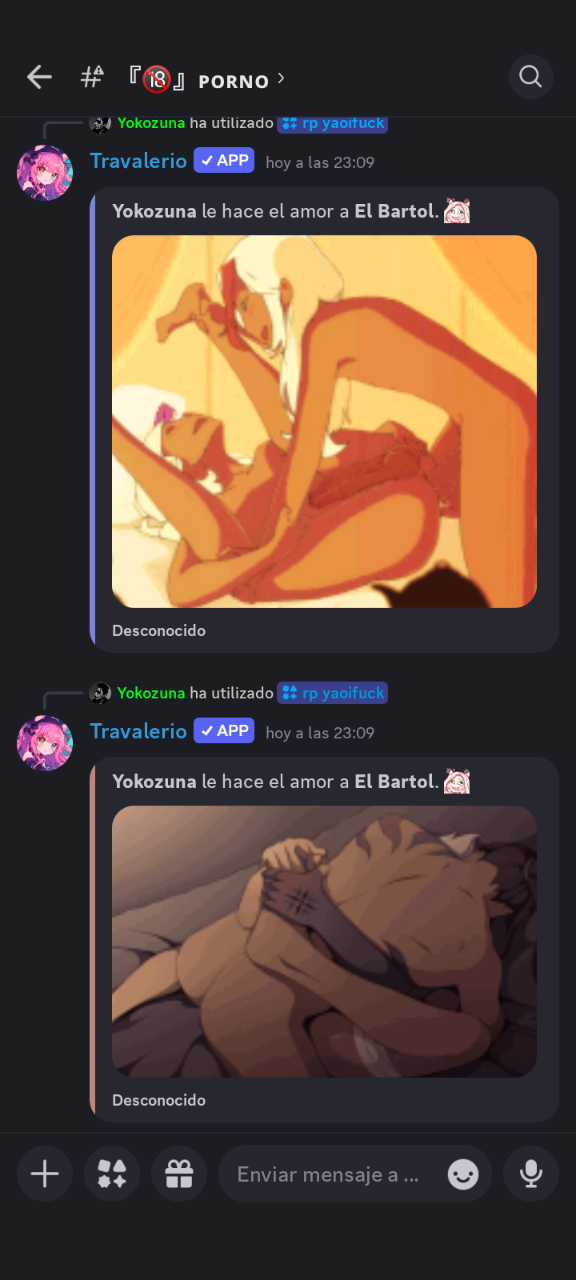 『🔞』 PORNO
Yokozuna ha utilizado rp yaoifuck
Travalerio APP hoy a las 23:09
Yokozuna le hace el amor a El Bartol.
Desconocido
Yokozuna ha utilizado rp yaoifuck
Travalerio APP hoy a las 23:09
Yokozuna le hace el amor a El Bartol.
Desconocido
Enviar mensaje a ...